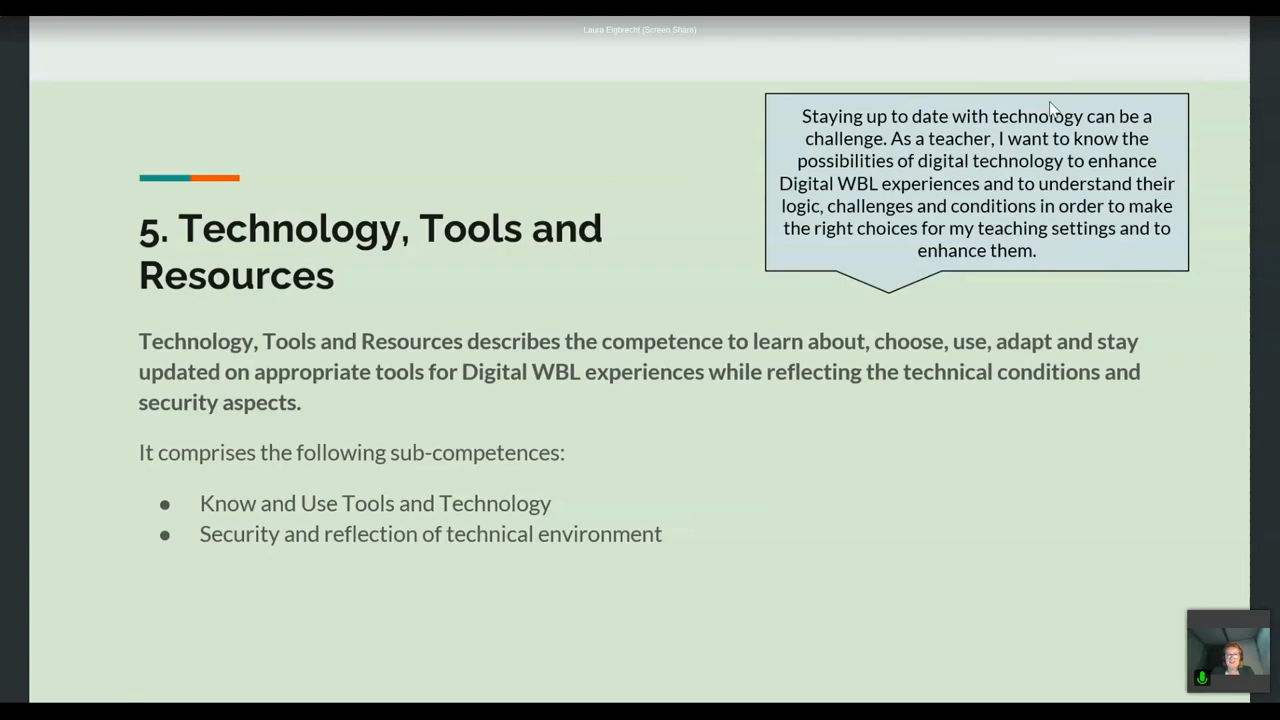 Laura Eigbrecht (Screen Share)
Staying up to date with technology can be a
challenge. As a teacher, I want to know the
possibilities of digital technology to enhance
Digital WBL experiences and to understand their
logic, challenges and conditions in order to make
the right choices for my teaching settings and to
enhance them.
5. Technology, Tools and
Resources
Technology, Tools and Resources describes the competence to learn about, choose, use, adapt and stay
updated on appropriate tools for Digital WBL experiences while reflecting the technical conditions and
security aspects.
It comprises the following sub-competences:
● Know and Use Tools and Technology
● Security and reflection of technical environment